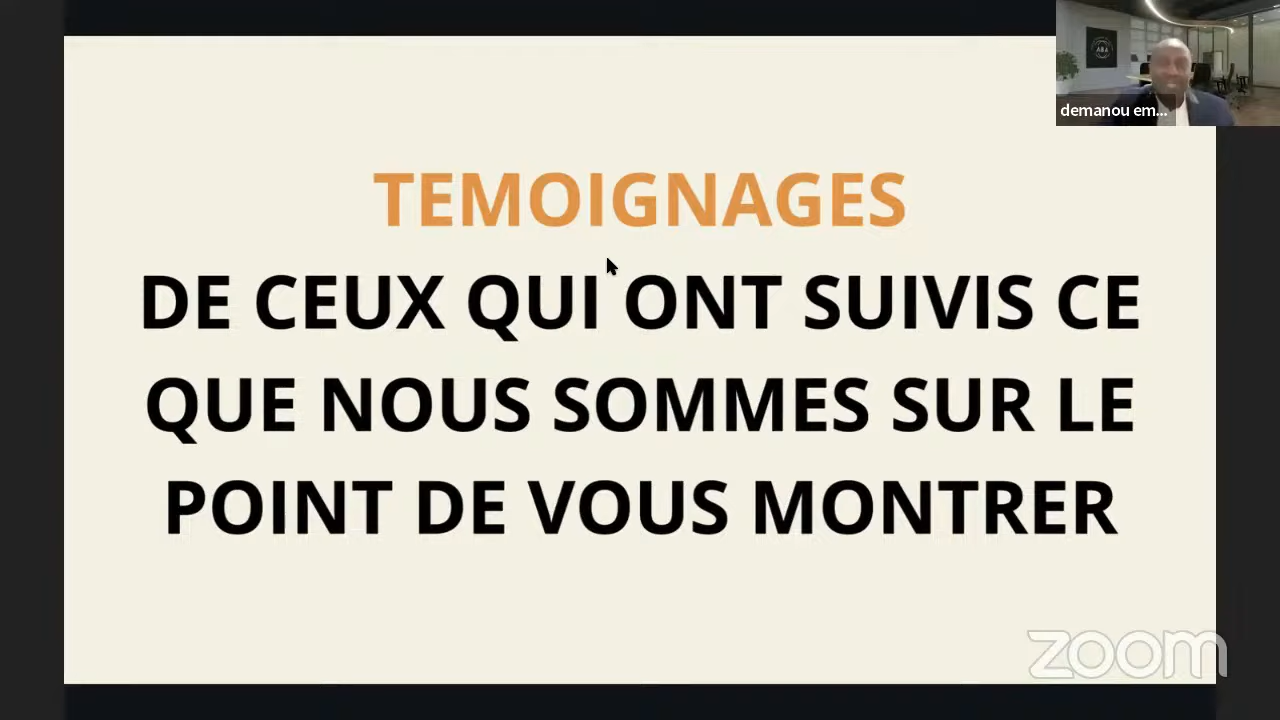 ABA
demanou em...
TEMOIGNAGES
DE CEUX QUI ONT SUIVIS CE
QUE NOUS SOMMES SUR LE
POINT DE VOUS MONTRER
zoom